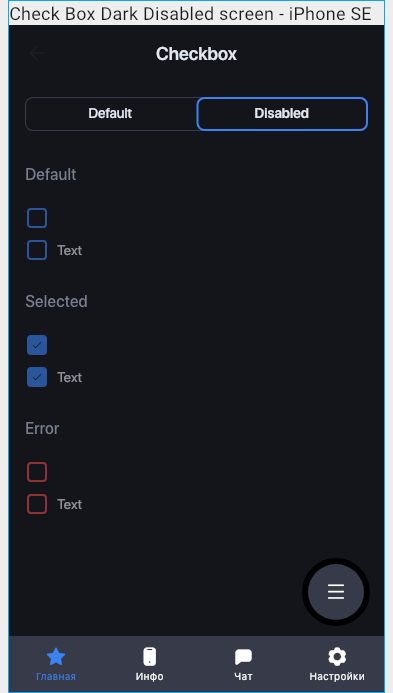 Check Box Dark Disabled screen - iPhone SE
Checkbox
Default Disabled
Default
Text
Selected
Text
Error
Text
Главная Инфо Чат Настройки